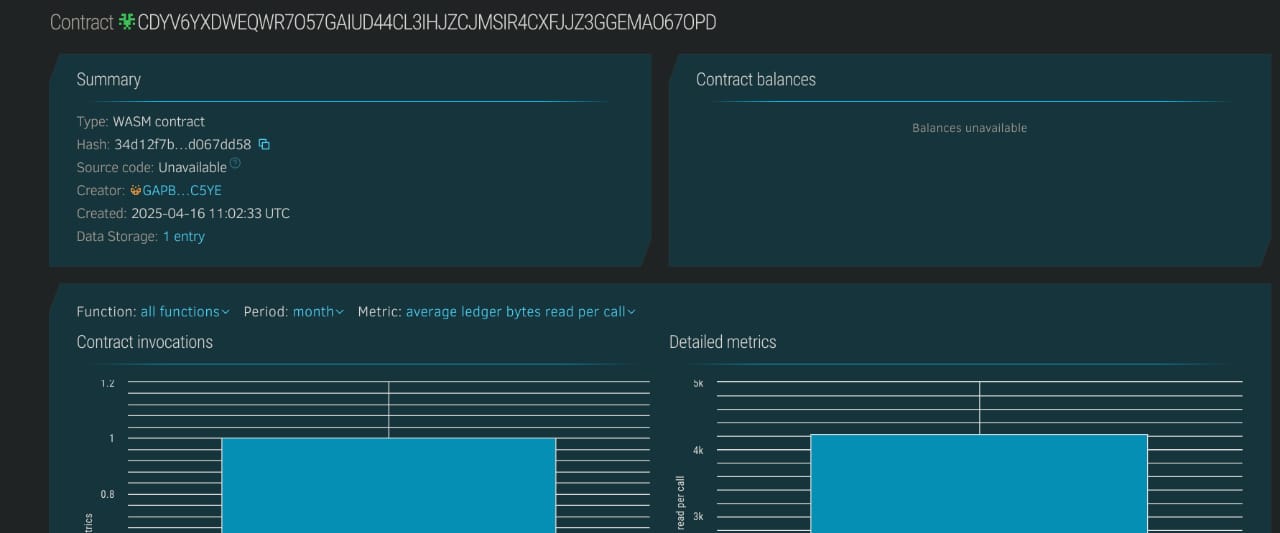 Contract CDYV6YXDWEQWR7O57GAIUD44CL3IHJZCJMSIR4CXFJJZ3GGEMAO67OPD
Summary
Type: WASM contract
Hash: 34d12f7b…d067dd58
Source code: Unavailable
Creator: GAPB…C5YE
Created: 2025-04-16 11:02:33 UTC
Data Storage: 1 entry
Contract balances
Balances unavailable
Function: all functions Period: month Metric: average ledger bytes read per call
Contract invocations
1.2
1
0.8
trics
Detailed metrics
5k
4k
3k
read per call